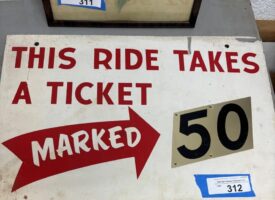 311
THIS RIDE TAKES
A TICKET
MARKED
50
312